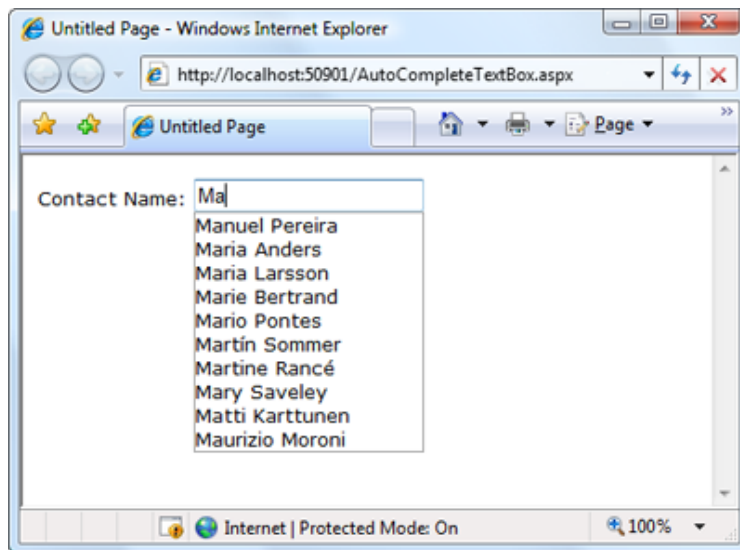 Untitled Page - Windows Internet Explorer
http://localhost:50901/AutoCompleteTextBox.aspx
Untitled Page
Page
Contact Name: Ma
Manuel Pereira
Maria Anders
Maria Larsson
Marie Bertrand
Mario Pontes
Martín Sommer
Martine Rancé
Mary Saveley
Matti Karttunen
Maurizio Moroni
Internet | Protected Mode: On 100%